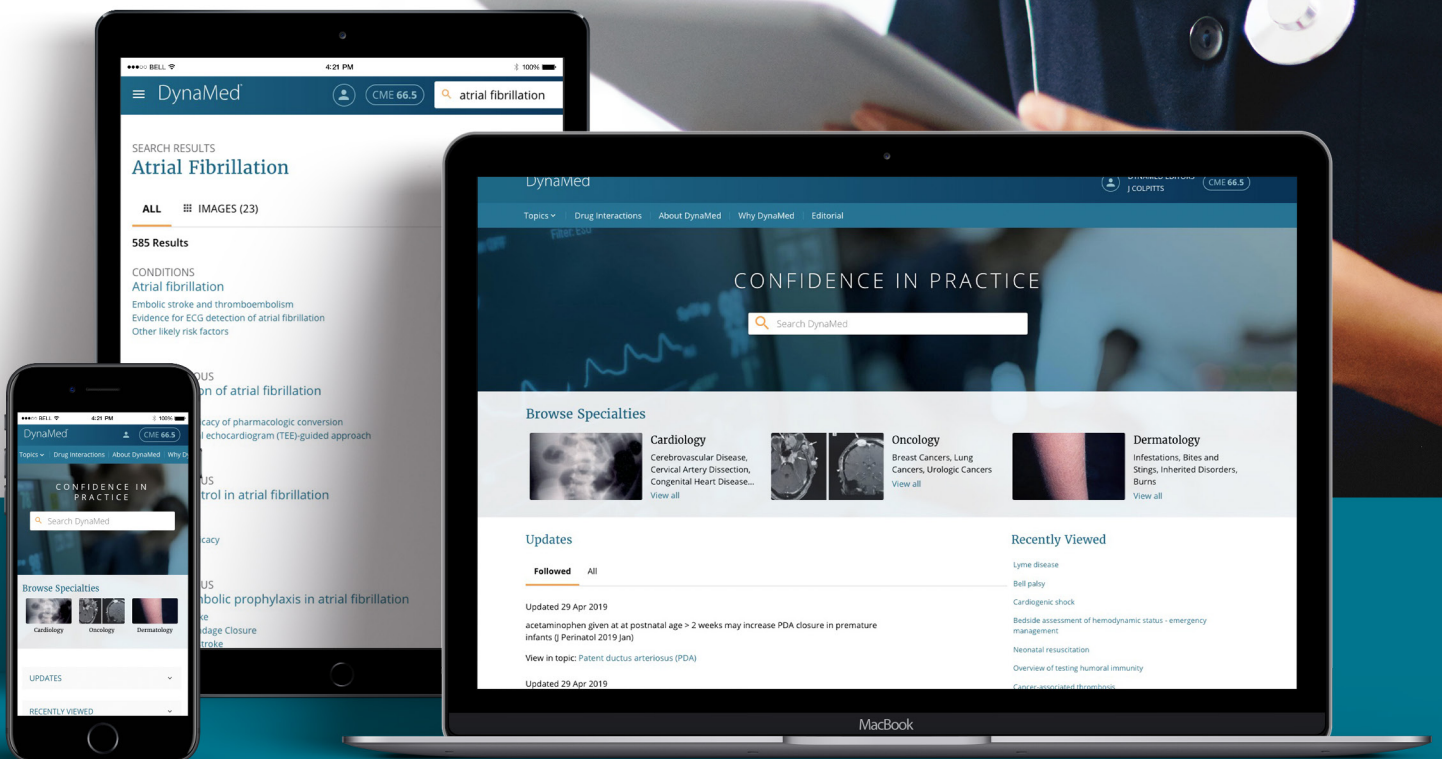 ●●●○○ BELL 4:21 PM 100%
DynaMed CME 66.5 atrial fibrillation
SEARCH RESULTS
Atrial Fibrillation
ALL IMAGES (23)
585 Results
CONDITIONS
Atrial fibrillation
Embolic stroke and thromboembolism
Evidence for ECG detection of atrial fibrillation
Other likely risk factors
of atrial fibrillation
of pharmacologic conversion
echocardiogram (TEE)-guided approach
in atrial fibrillation
prophylaxis in atrial fibrillation
Closure
●●●○○ BELL 4:21 PM 100%
DynaMed CME 66.5
Topics Drug Interactions About DynaMed Why
CONFIDENCE IN
PRACTICE
Search DynaMed
Browse Specialties
Cardiology Oncology Dermatology
UPDATES
RECENTLY VIEWED
DynaMed DYNAMED EDITORS
J COLPITTS CME 66.5
Topics Drug Interactions About DynaMed Why DynaMed Editorial
CONFIDENCE IN PRACTICE
Search DynaMed
Browse Specialties
Cardiology
Cerebrovascular Disease,
Cervical Artery Dissection,
Congenital Heart Disease...
View all
Oncology
Breast Cancers, Lung
Cancers, Urologic Cancers
View all
Dermatology
Infestations, Bites and
Stings, Inherited Disorders,
Burns
View all
Updates
Followed All
Updated 29 Apr 2019
acetaminophen given at at postnatal age > 2 weeks may increase PDA closure in premature
infants (J Perinatol 2019 Jan)
View in topic: Patent ductus arteriosus (PDA)
Updated 29 Apr 2019
Recently Viewed
Lyme disease
Bell palsy
Cardiogenic shock
Bedside assessment of hemodynamic status - emergency
management
Neonatal resuscitation
Overview of testing humoral immunity
Cancer-associated thrombosis
MacBook